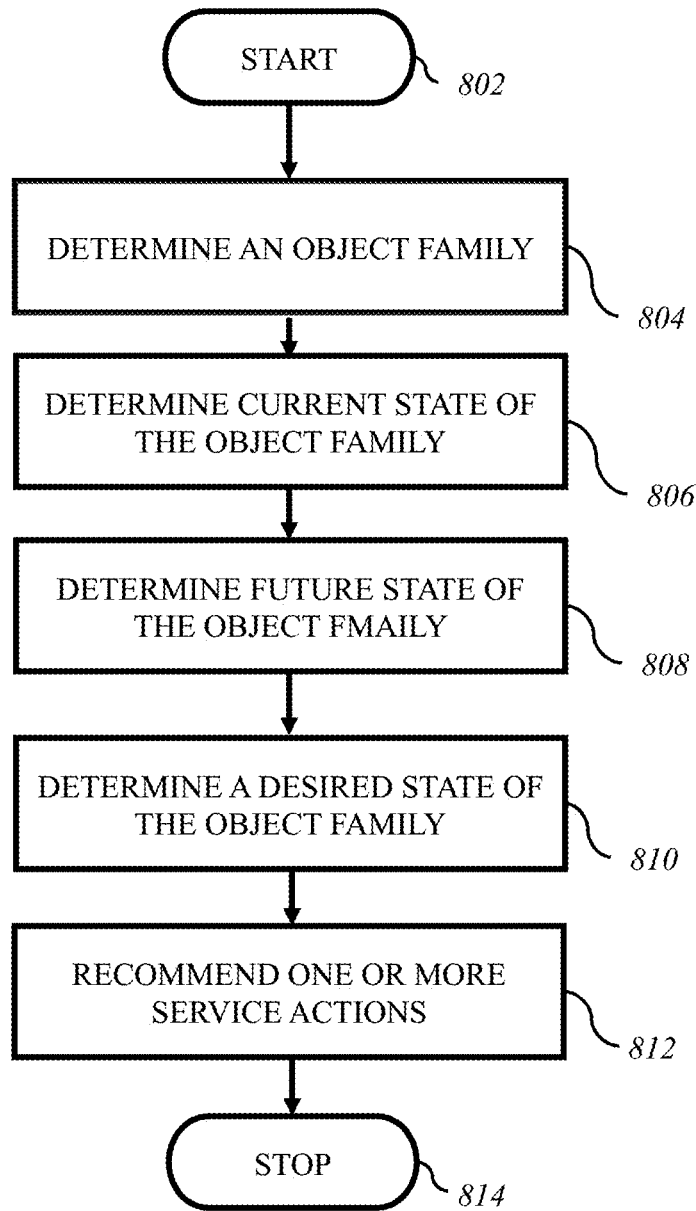 START
802
DETERMINE AN OBJECT FAMILY
804
DETERMINE CURRENT STATE OF
THE OBJECT FAMILY
806
DETERMINE FUTURE STATE OF
THE OBJECT FMAILY
808
DETERMINE A DESIRED STATE OF
THE OBJECT FAMILY
810
RECOMMEND ONE OR MORE
SERVICE ACTIONS
812
STOP
814